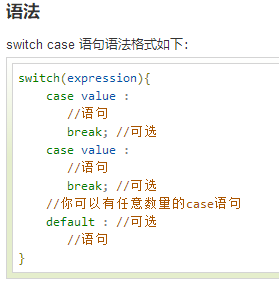 语法
switch case 语句语法格式如下:
switch(expression){
    case value :
       //语句
       break; //可选
    case value :
       //语句
       break; //可选
    //你可以有任意数量的case语句
    default : //可选
       //语句
}